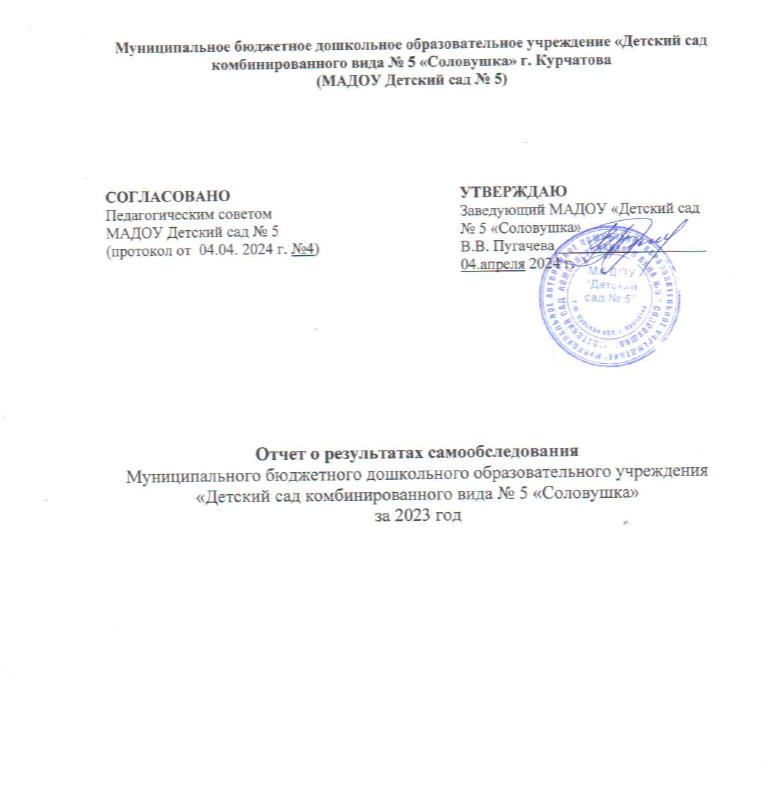 Муниципальное бюджетное дошкольное образовательное учреждение «Детский сад
комбинированного вида № 5 «Соловушка» г. Курчатова
(МАДОУ Детский сад № 5)
СОГЛАСОВАНО
Педагогическим советом
МАДОУ Детский сад № 5
(протокол от 04.04. 2024 г. №4)
УТВЕРЖДАЮ
Заведующий МАДОУ «Детский сад
№ 5 «Соловушка»
В.В. Пугачева
04.апреля 2024 г.
МАДОУ
"Детский
сад № 5"
Отчет о результатах самообследования
Муниципального бюджетного дошкольного образовательного учреждения
«Детский сад комбинированного вида № 5 «Соловушка»
за 2023 год